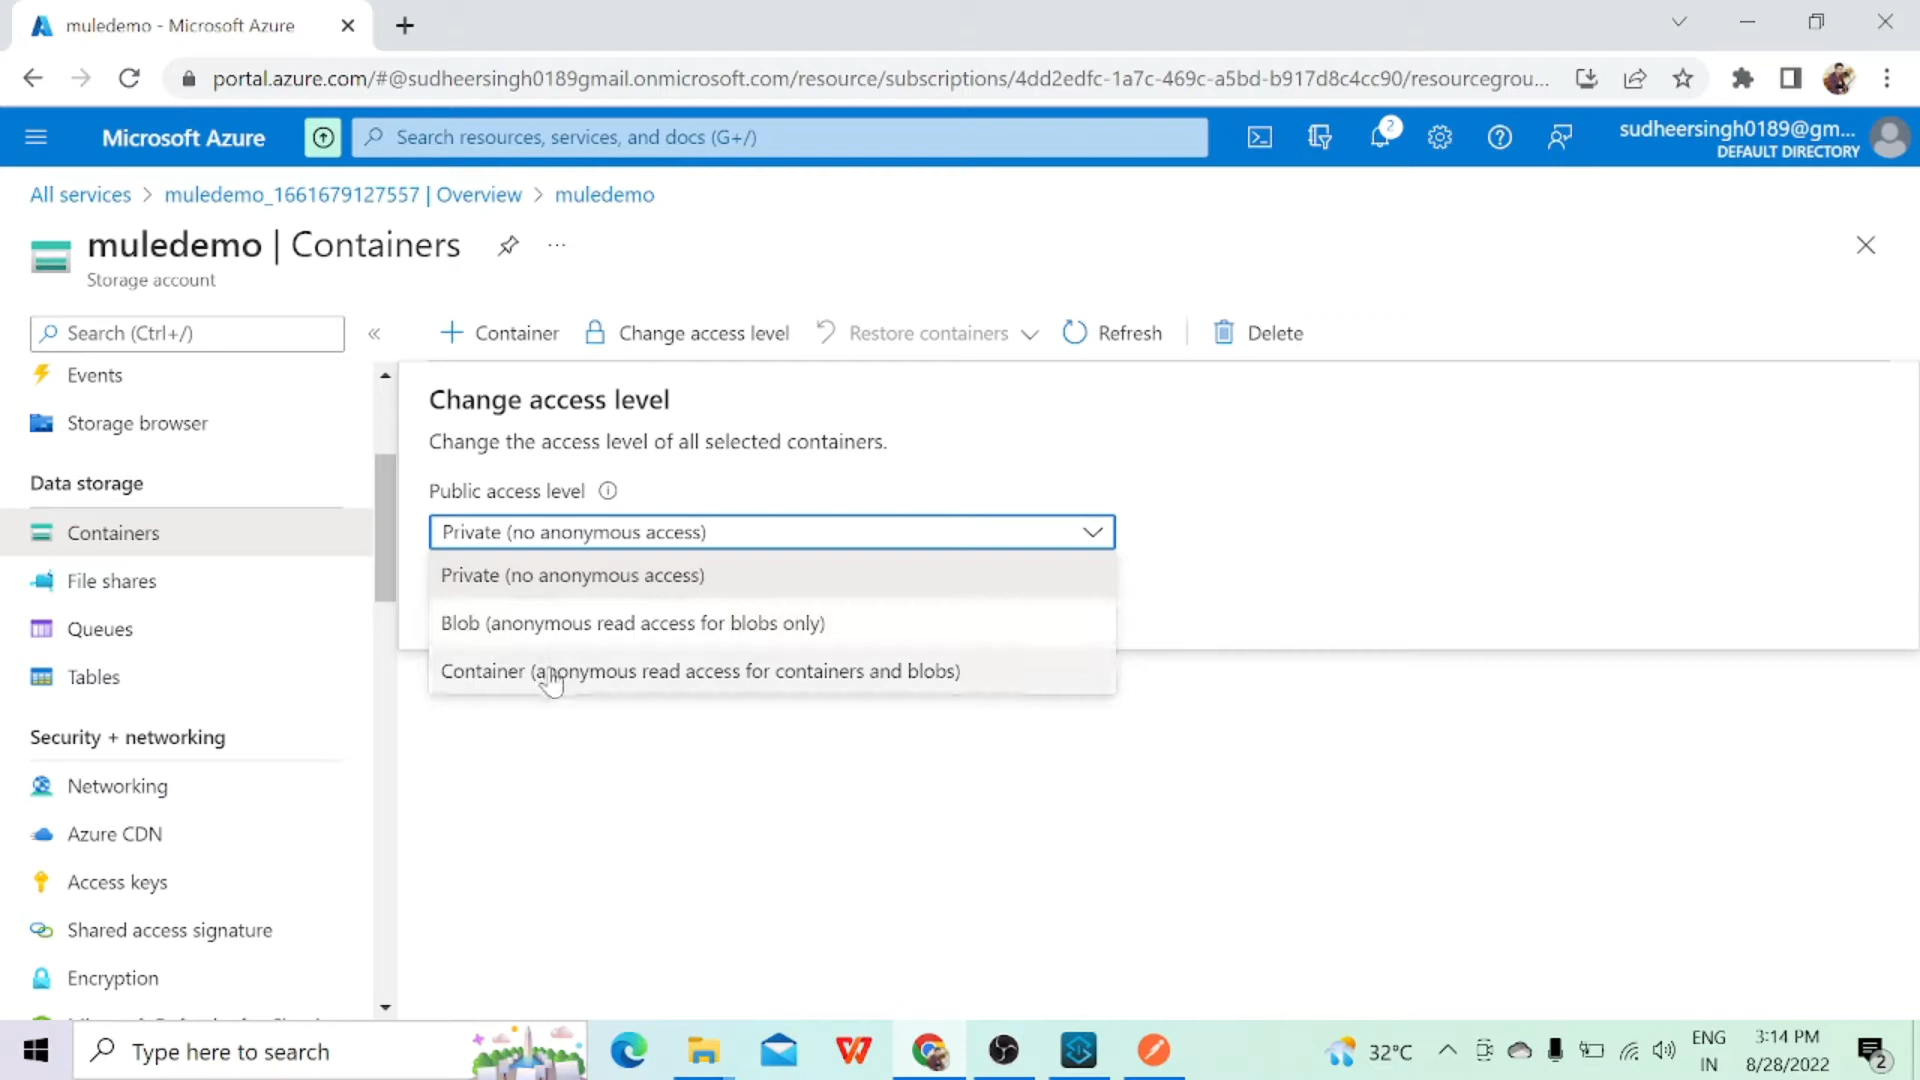 muledemo - Microsoft Azure
portal.azure.com/#@sudheersingh0189gmail.onmicrosoft.com/resource/subscriptions/4dd2edfc-1a7c-469c-a5bd-b917d8c4cc90/resourcegrou...
Microsoft Azure
Search resources, services, and docs (G+/)
2
sudheersingh0189@gm...
DEFAULT DIRECTORY
All services > muledemo_1661679127557 | Overview > muledemo
muledemo | Containers
Storage account
Search (Ctrl+/)
Container
Change access level
Restore containers
Refresh
Delete
Events
Storage browser
Data storage
Containers
File shares
Queues
Tables
Security + networking
Networking
Azure CDN
Access keys
Shared access signature
Encryption
Change access level
Change the access level of all selected containers.
Public access level
Private (no anonymous access)
Private (no anonymous access)
Blob (anonymous read access for blobs only)
Container (anonymous read access for containers and blobs)
Type here to search
32°C
ENG
IN
3:14 PM
8/28/2022
2